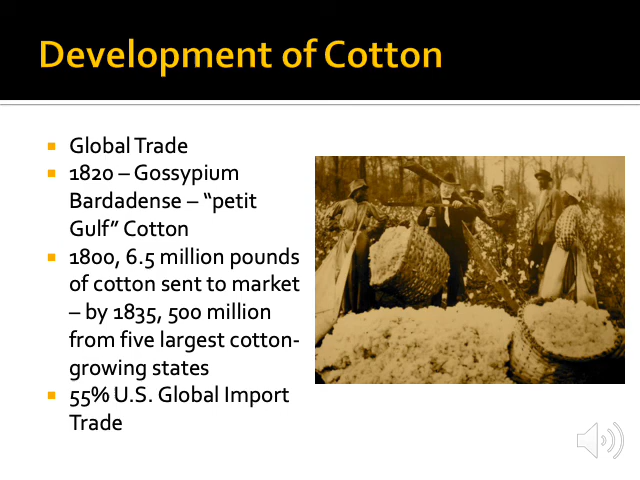 Development of Cotton
Global Trade
1820 – Gossypium
Bardadense – “petit
Gulf” Cotton
1800, 6.5 million pounds
of cotton sent to market
– by 1835, 500 million
from five largest cotton-
growing states
55% U.S. Global Import
Trade